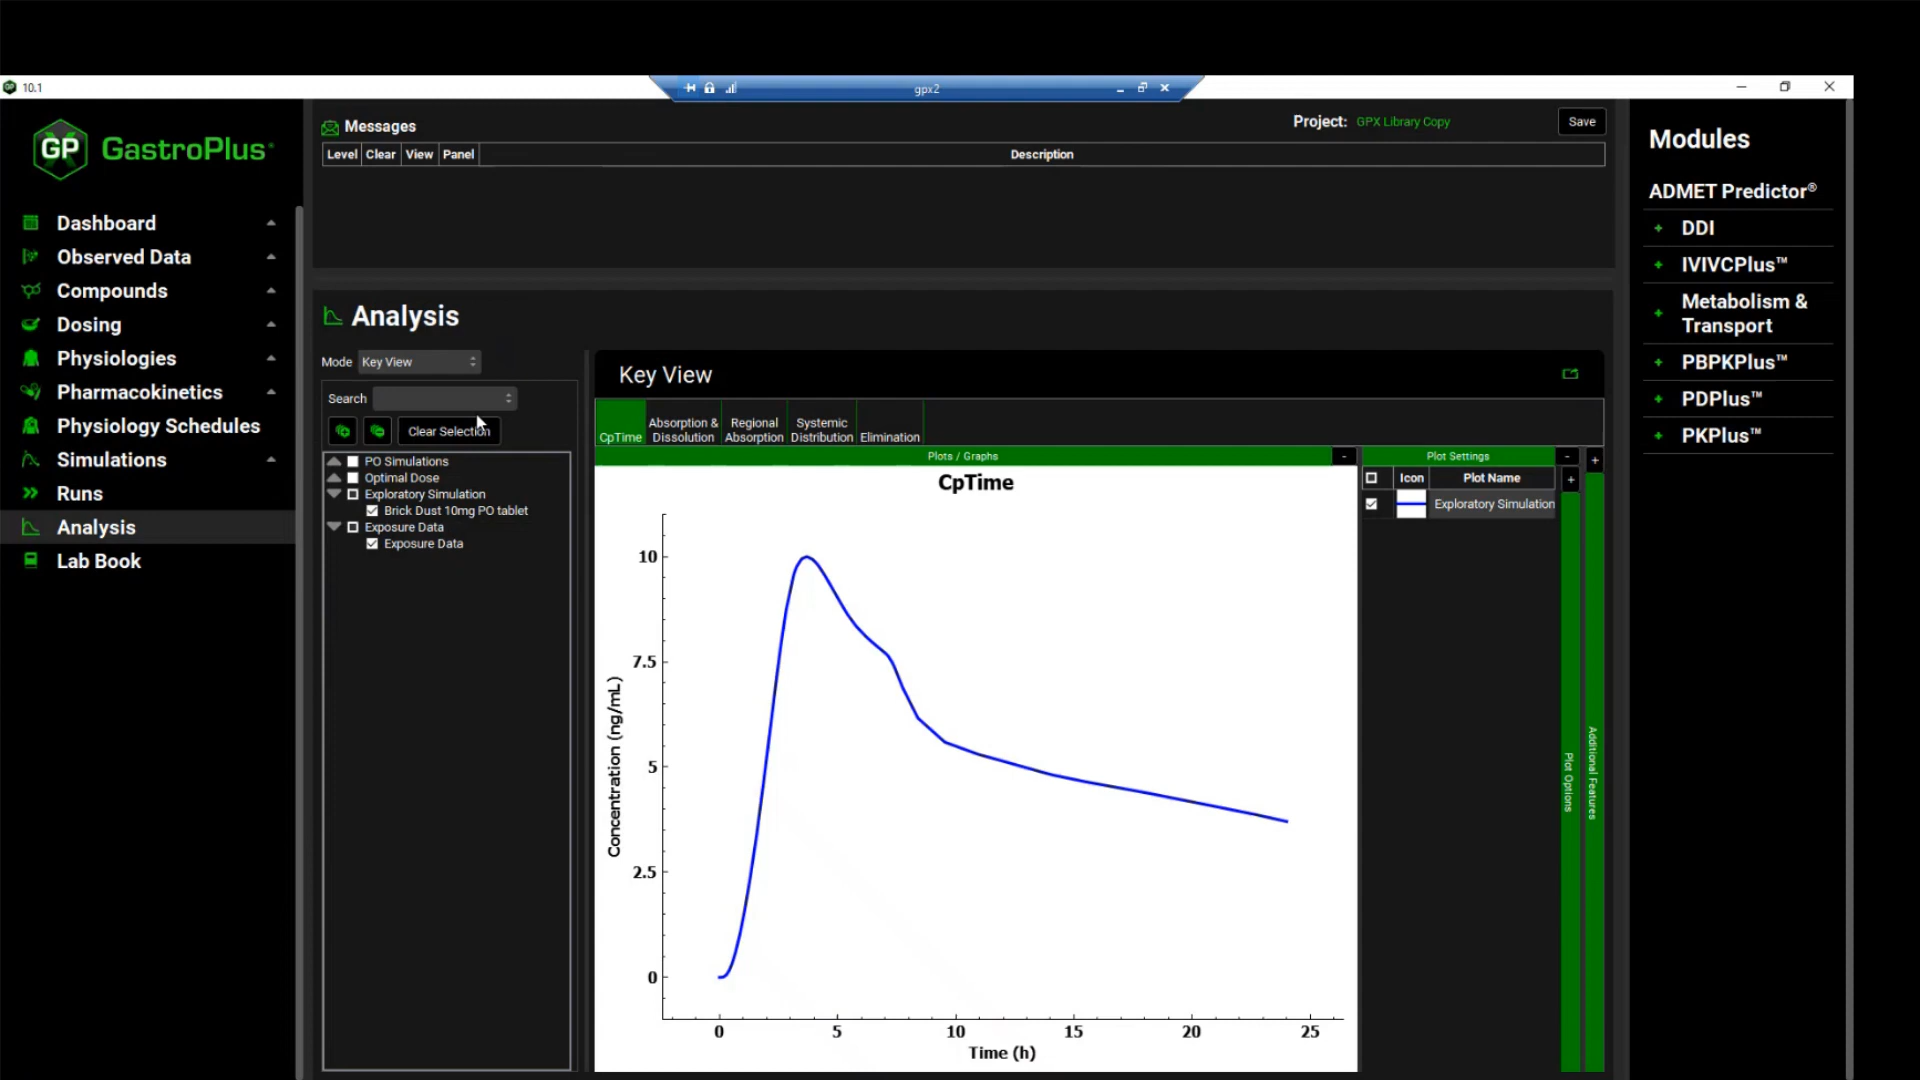 10.1
gpx2
GP
GastroPlus®
Dashboard
Observed Data
Compounds
Dosing
Physiologies
Pharmacokinetics
Physiology Schedules
Simulations
Runs
Analysis
Lab Book
Messages
Project: GPX Library Copy
Save
Level Clear View Panel Description
Analysis
Mode Key View
Search
Clear Selection
PO Simulations
Optimal Dose
Exploratory Simulation
Brick Dust 10mg PO tablet
Exposure Data
Exposure Data
Key View
CpTime
Absorption & Dissolution
Regional Absorption
Systemic Distribution
Elimination
Plots / Graphs -
CpTime
Concentration (ng/mL)
10
7.5
5
2.5
0
0 5 10 15 20 25
Time (h)
Plot Settings - +
Icon Plot Name +
Exploratory Simulation
Plot Options
Additional Features
Modules
ADMET Predictor®
+ DDI
+ IVIVCPlus™
+ Metabolism &
Transport
+ PBPKPlus™
+ PDPlus™
+ PKPlus™